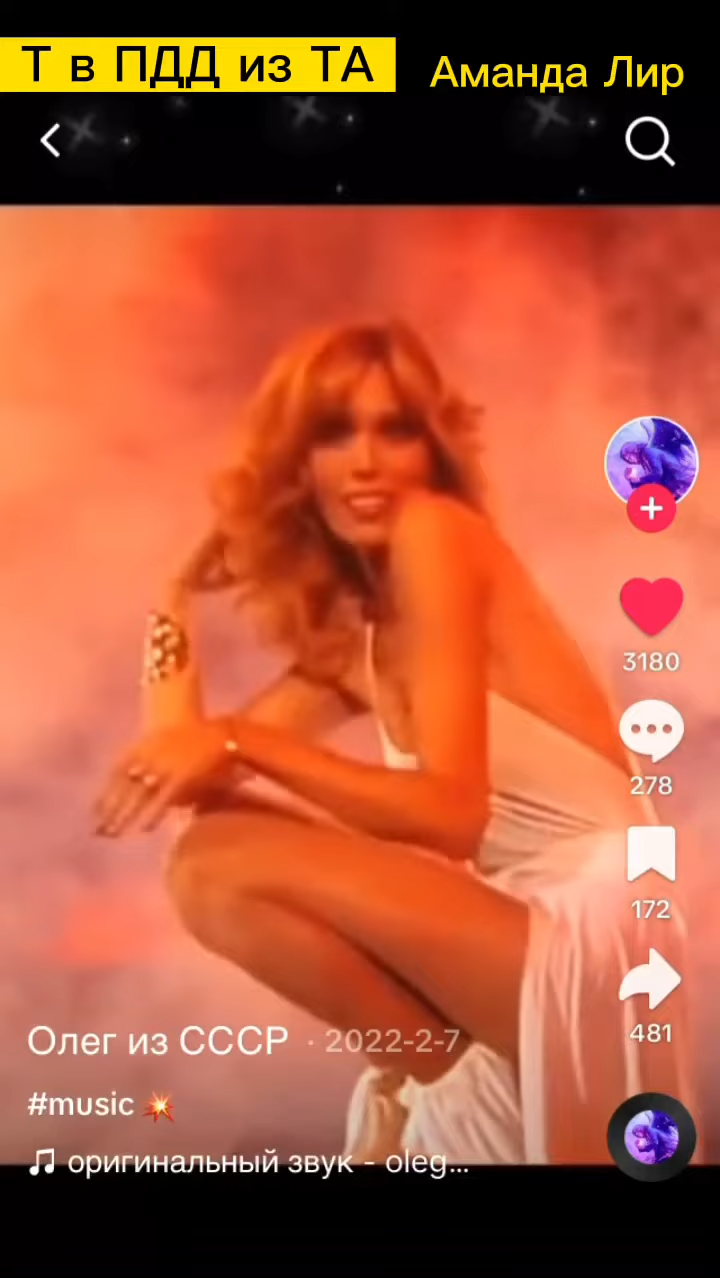 Т в ПДД из ТА
Аманда Лир
3180
278
172
481
Олег из СССР · 2022-2-7
#music 💥
оригинальный звук - oleg...